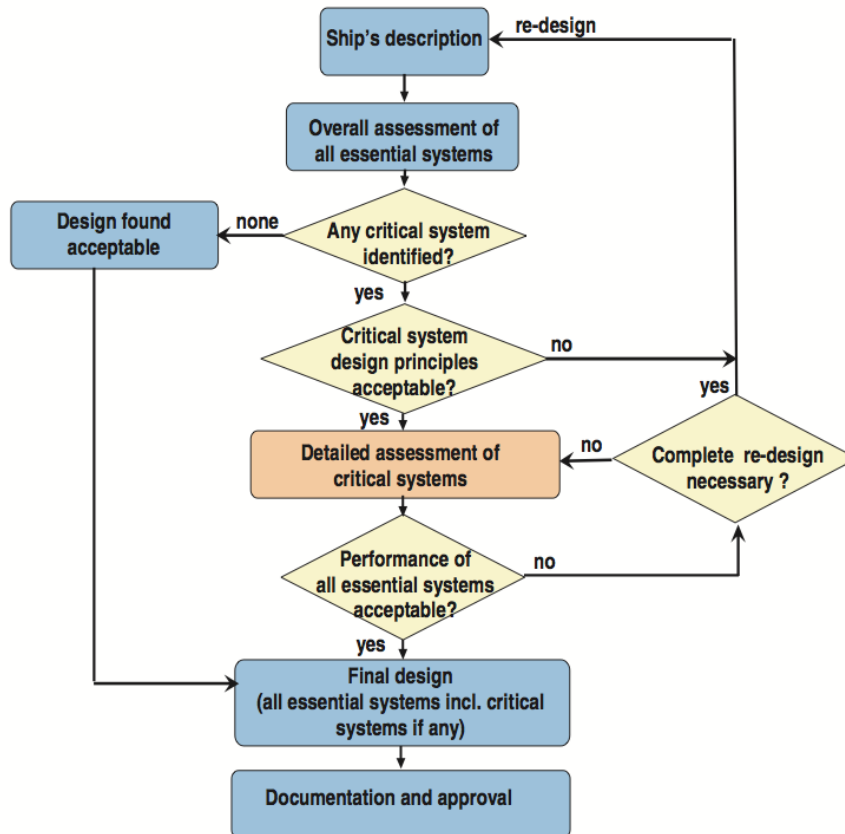 Ship's description
re-design
Overall assessment of
all essential systems
Design found
acceptable
none
Any critical system
identified?
yes
Critical system
design principles
acceptable?
no
yes
yes
Detailed assessment of
critical systems
no
Complete re-design
necessary ?
Performance of
all essential systems
acceptable?
no
yes
Final design
(all essential systems incl. critical
systems if any)
Documentation and approval